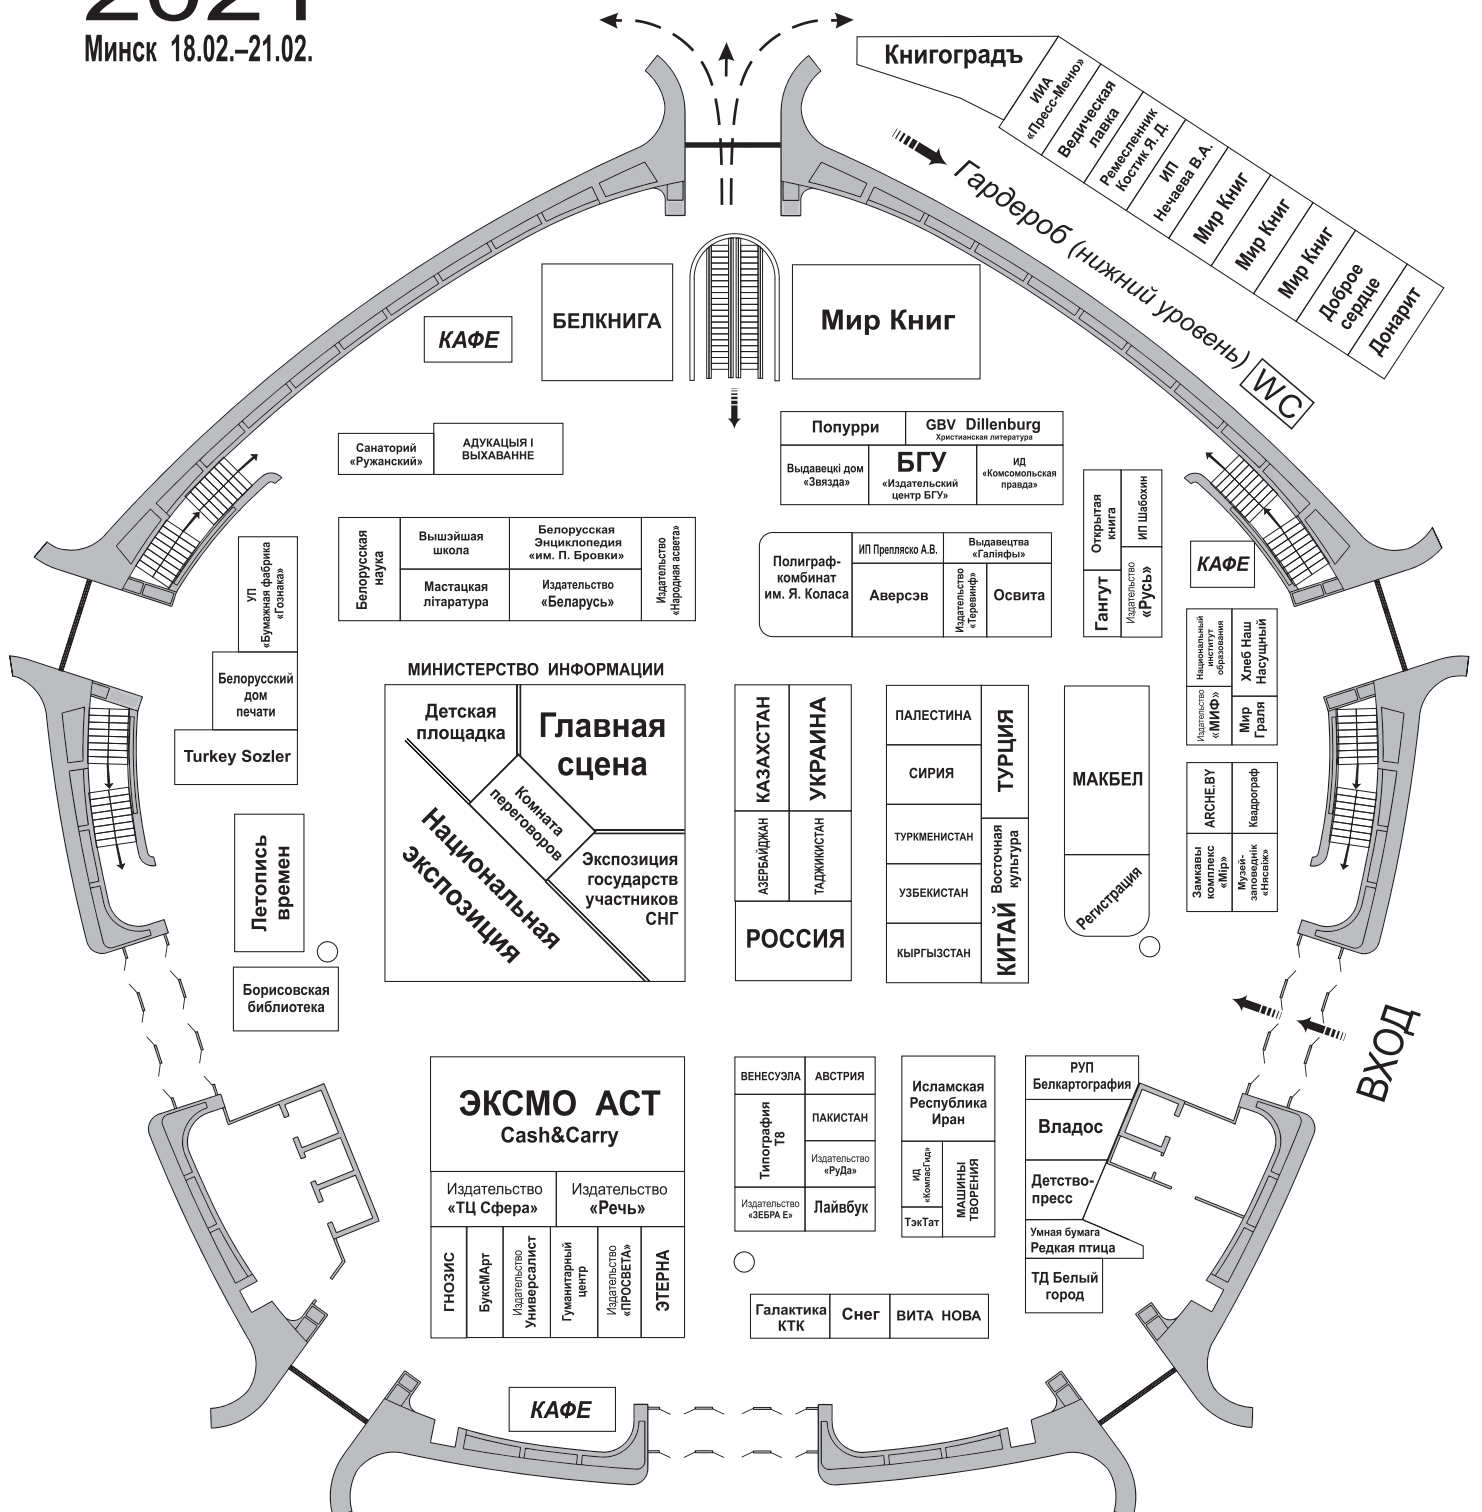 2021
Минск 18.02.–21.02.
Книгоградъ
ИИА
«Пресс-Меню»
Ведическая
лавка
Ремесленник
Костик Я. Д.
ИП
Нечаева В.А.
Мир Книг
Мир Книг
Мир Книг
Доброе
сердце
Донарит
Гардероб (нижний уровень)
WC
БЕЛКНИГА
Мир Книг
КАФЕ
Санаторий
«Ружанский»
АДУКАЦЫЯ І
ВЫХАВАННЕ
Попурри
GBV Dillenburg
Христианская литература
Выдавецкі дом
«Звязда»
БГУ
«Издательский
центр БГУ»
ИД
«Комсомольская
правда»
Открытая
книга
ИП Шабохин
Гангут
Издательство
«Русь»
КАФЕ
УП
«Бумажная фабрика
«Гознака»
Белорусская
наука
Вышэйшая
школа
Белорусская
Энциклопедия
«им. П. Бровки»
Мастацкая
літаратура
Издательство
«Беларусь»
Издательство
«Народная асвета»
Полиграф-
комбинат
им. Я. Коласа
ИП Препляско А.В.
Выдавецтва
«Галіяфы»
Аверсэв
Издательство
«Теревинф»
Освита
Национальный
институт
образования
Хлеб Наш
Насущный
Издательство
«МИФ»
Мир
Граля
Белорусский
дом
печати
Turkey Sozler
МИНИСТЕРСТВО ИНФОРМАЦИИ
Детская
площадка
Главная
сцена
Комната
переговоров
Национальная
экспозиция
Экспозиция
государств
участников
СНГ
КАЗАХСТАН
УКРАИНА
АЗЕРБАЙДЖАН
ТАДЖИКИСТАН
РОССИЯ
ПАЛЕСТИНА
СИРИЯ
ТУРКМЕНИСТАН
УЗБЕКИСТАН
КЫРГЫЗСТАН
ТУРЦИЯ
КИТАЙ Восточная
культура
МАКБЕЛ
Регистрация
ARCHE.BY
Квадрограф
Замкавы
комплекс
«Мір»
Музей-
запаведнік
«Нясвіж»
Летопись
времен
Борисовская
библиотека
ВХОД
ЭКСМО АСТ
Cash&Carry
Издательство
«ТЦ Сфера»
Издательство
«Речь»
ГНОЗИС
БуксМАрт
Издательство
Универсалист
Гуманитарный
центр
Издательство
«ПРОСВЕТА»
ЭТЕРНА
ВЕНЕСУЭЛА
АВСТРИЯ
Типография
Т8
ПАКИСТАН
Издательство
«РуДа»
Издательство
«ЗЕБРА Е»
Лайвбук
Исламская
Республика
Иран
ИД
«КомпасГид»
МАШИНЫ
ТВОРЕНИЯ
ТэкТат
РУП
Белкартография
Владос
Детство-
пресс
Умная бумага
Редкая птица
ТД Белый
город
Галактика
КТК
Снег
ВИТА НОВА
КАФЕ